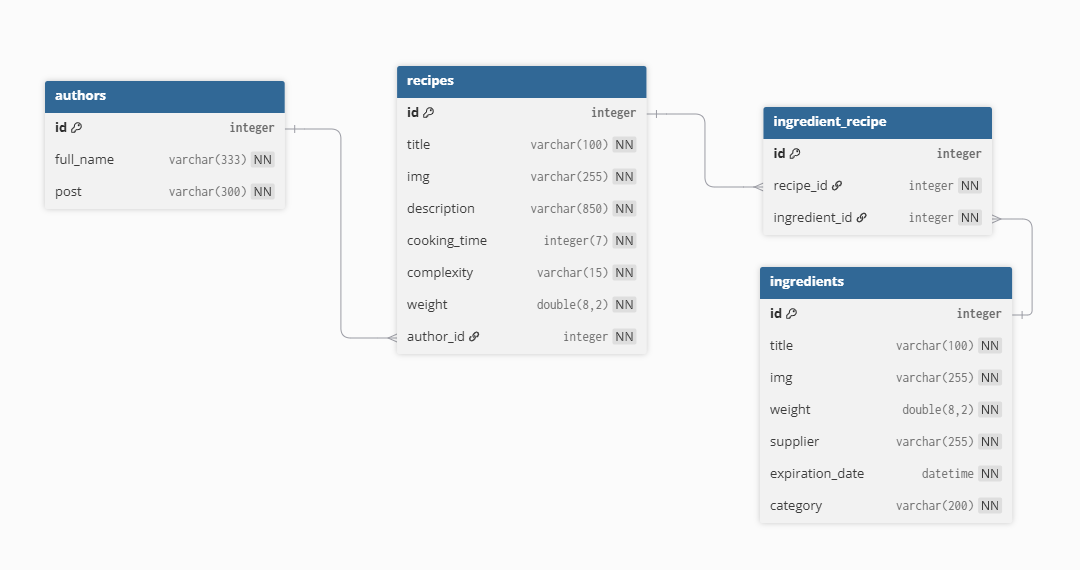 authors
id integer
full_name varchar(333) NN
post varchar(300) NN
recipes
id integer
title varchar(100) NN
img varchar(255) NN
description varchar(850) NN
cooking_time integer(7) NN
complexity varchar(15) NN
weight double(8,2) NN
author_id integer NN
ingredient_recipe
id integer
recipe_id integer NN
ingredient_id integer NN
ingredients
id integer
title varchar(100) NN
img varchar(255) NN
weight double(8,2) NN
supplier varchar(255) NN
expiration_date datetime NN
category varchar(200) NN